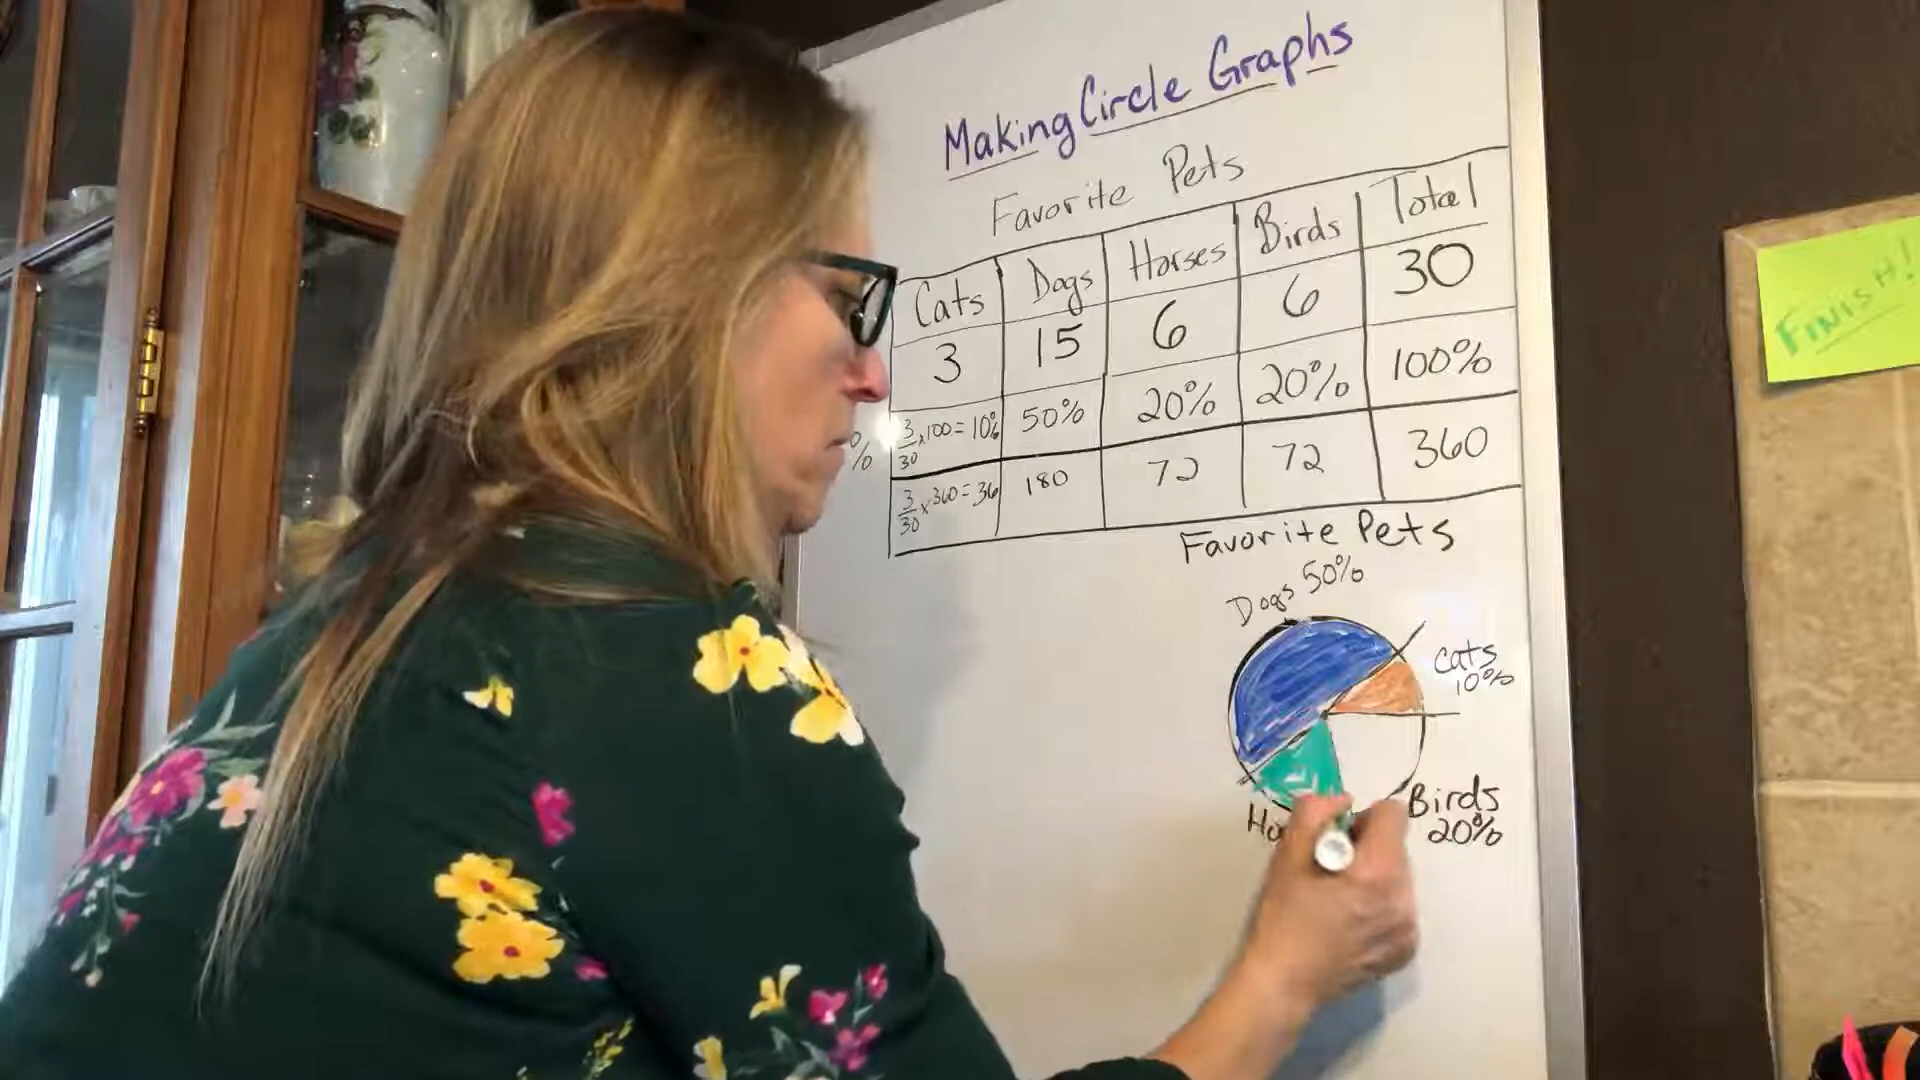 Making Circle Graphs
Favorite Pets
Cats Dogs Horses Birds Total
3 15 6 6 30
% 3/30 x 100 = 10% 50% 20% 20% 100%
3/30 x 360 = 36 180 72 72 360
Favorite Pets
Dogs 50%
Cats
10%
Birds
20%
FINISH!